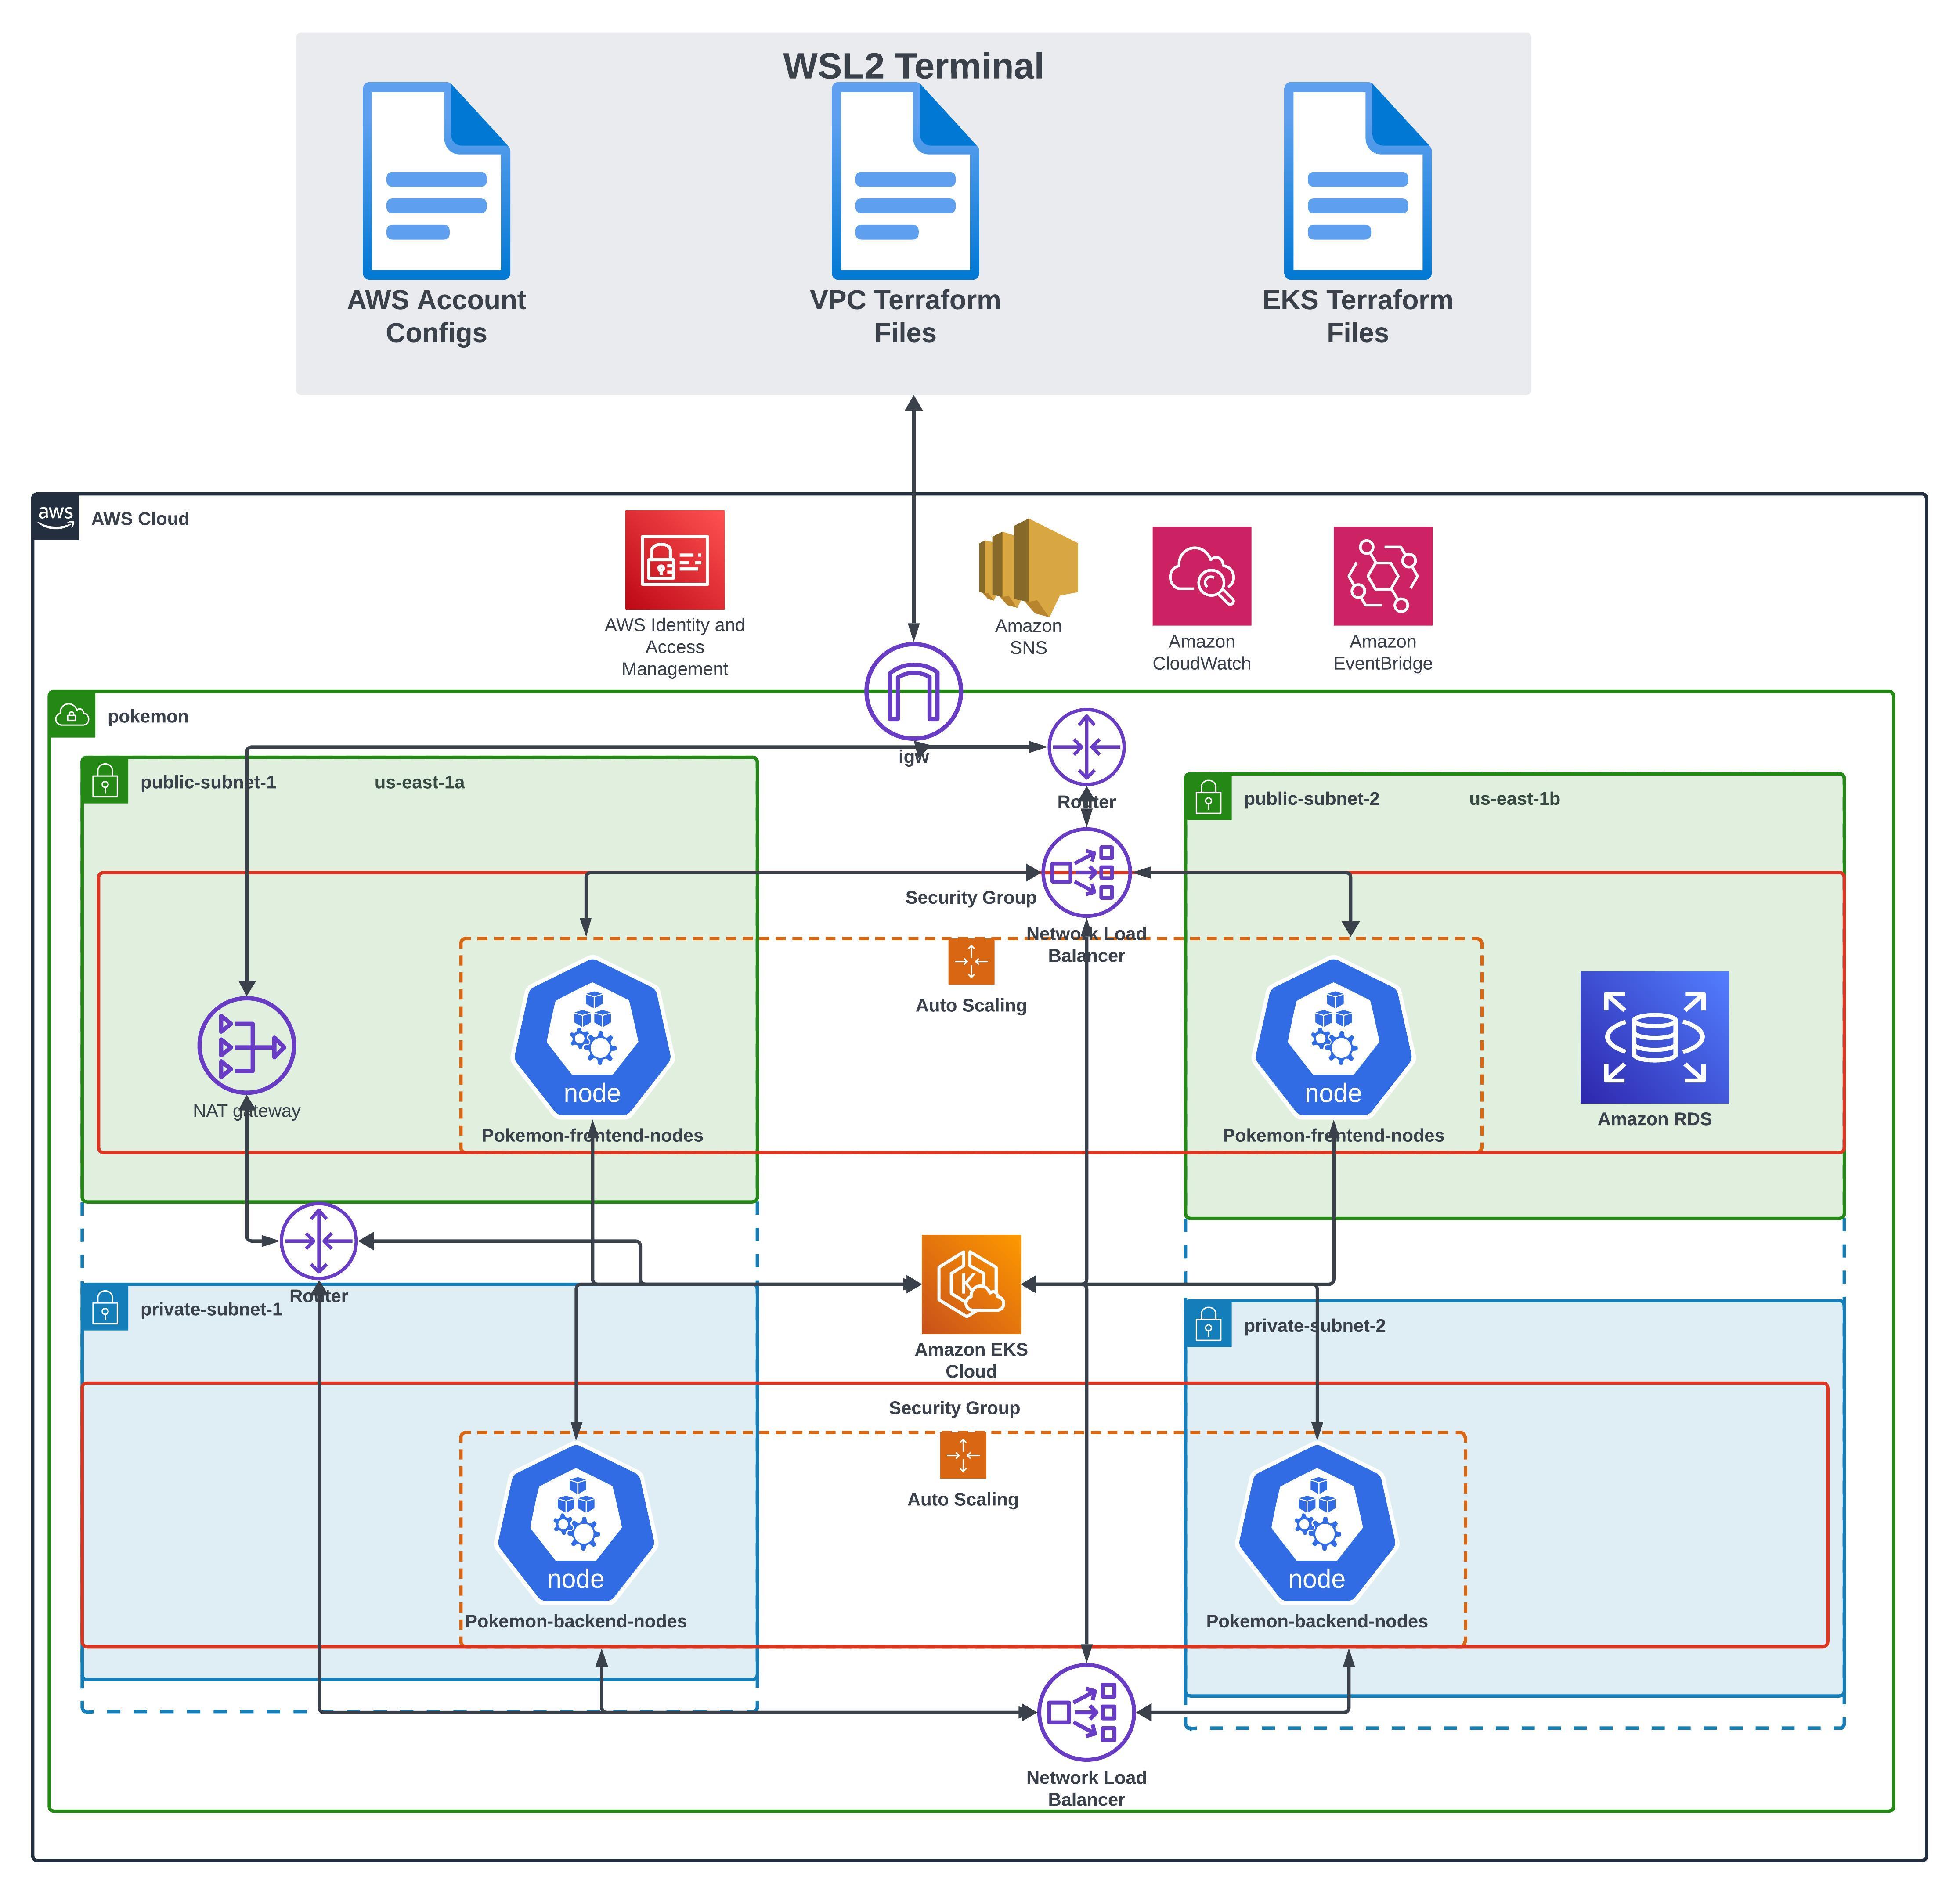 WSL2 Terminal
AWS Account
Configs
VPC Terraform
Files
EKS Terraform
Files
aws
AWS Cloud
AWS Identity and
Access
Management
Amazon
SNS
Amazon
CloudWatch
Amazon
EventBridge
pokemon
igw
Router
public-subnet-1
us-east-1a
public-subnet-2
us-east-1b
Security Group
Network Load
Balancer
Auto Scaling
node
Pokemon-frontend-nodes
node
Pokemon-frontend-nodes
NAT gateway
Amazon RDS
Router
private-subnet-1
K
Amazon EKS
Cloud
private-subnet-2
Security Group
Auto Scaling
node
Pokemon-backend-nodes
node
Pokemon-backend-nodes
Network Load
Balancer